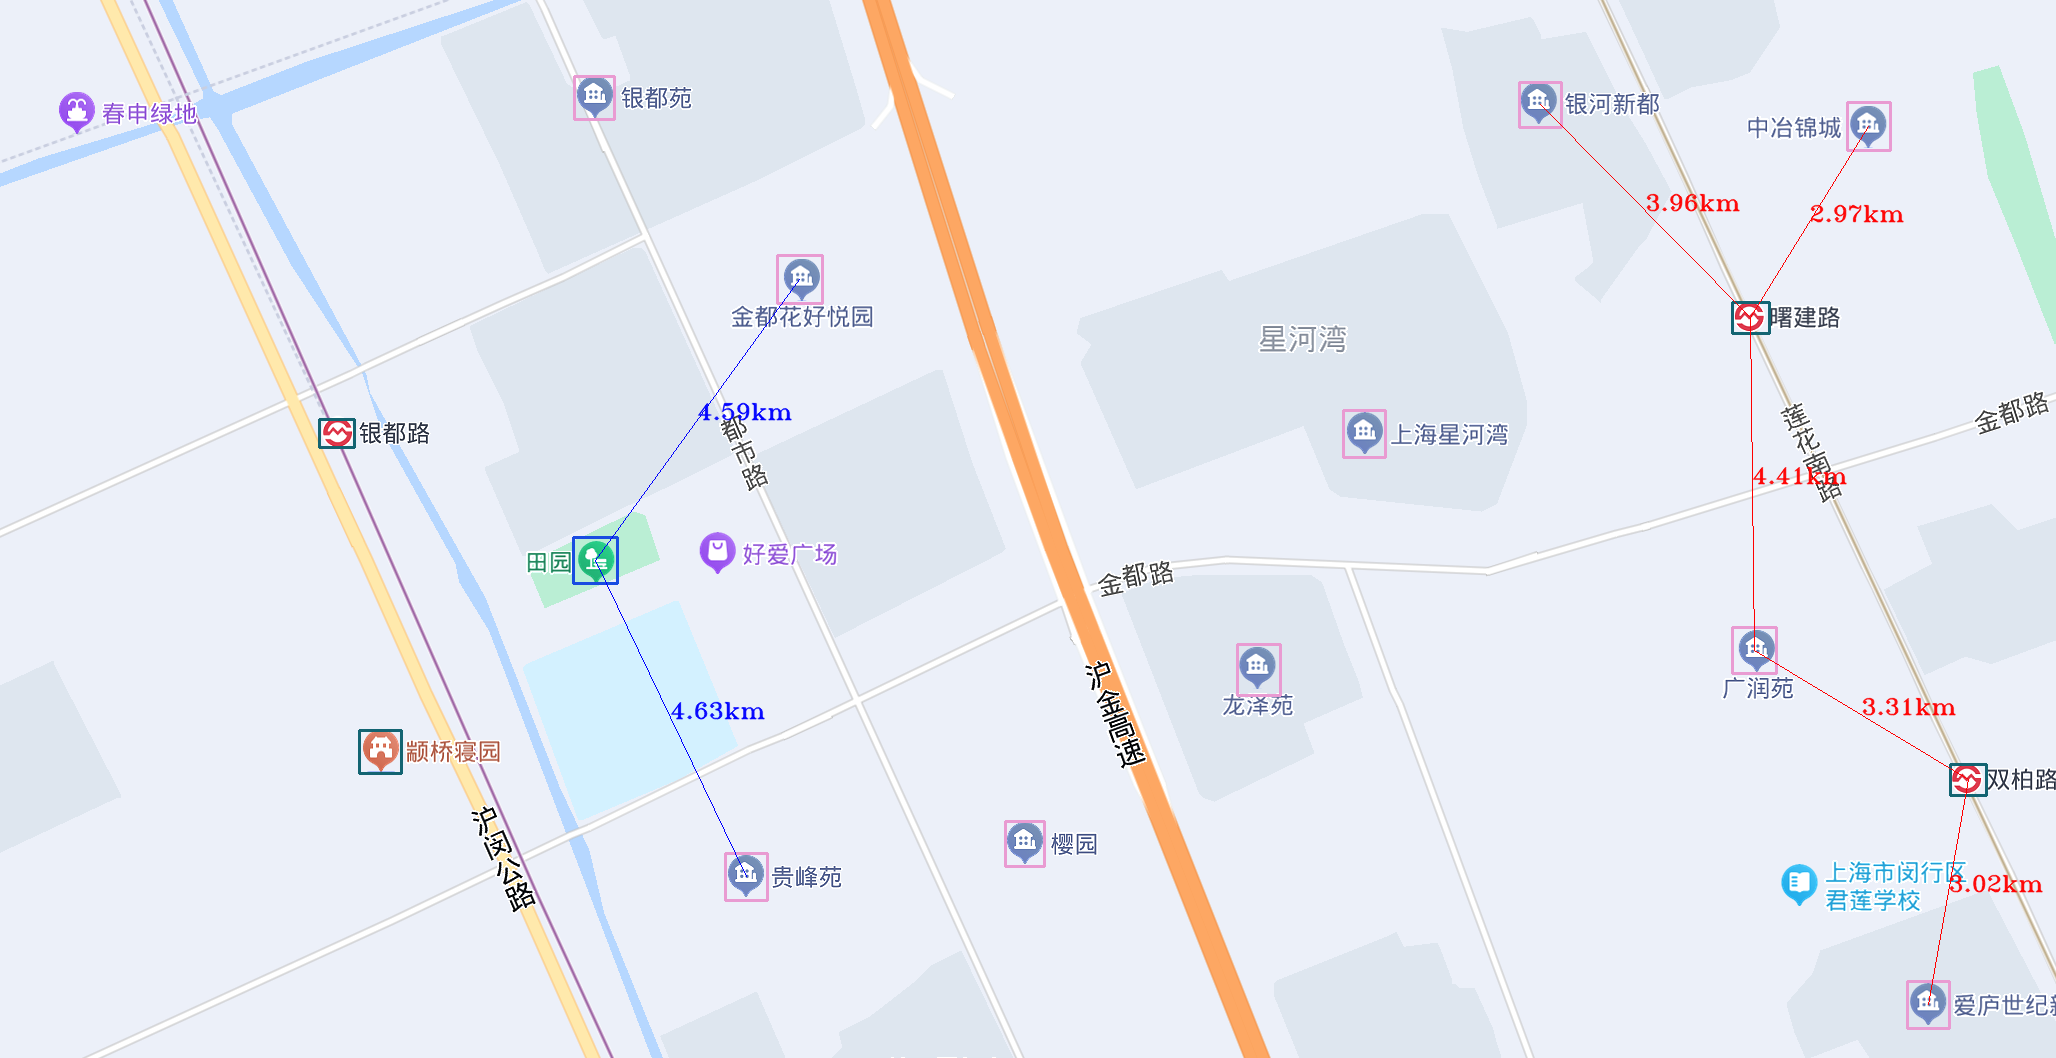 银都苑
银河新都
春申绿地
中冶锦城
3.96km
2.97km
金都花好悦园
曙建路
星河湾
4.59km
金都路
都市路
银都路
上海星河湾
莲花南路
4.41km
田园
好爱广场
金都路
广润苑
龙泽苑
沪金高速
4.63km
3.31km
颛桥寝园
双柏路
沪闵公路
樱园
贵峰苑
上海市闵行区
君莲学校
3.02km
爱庐世纪新